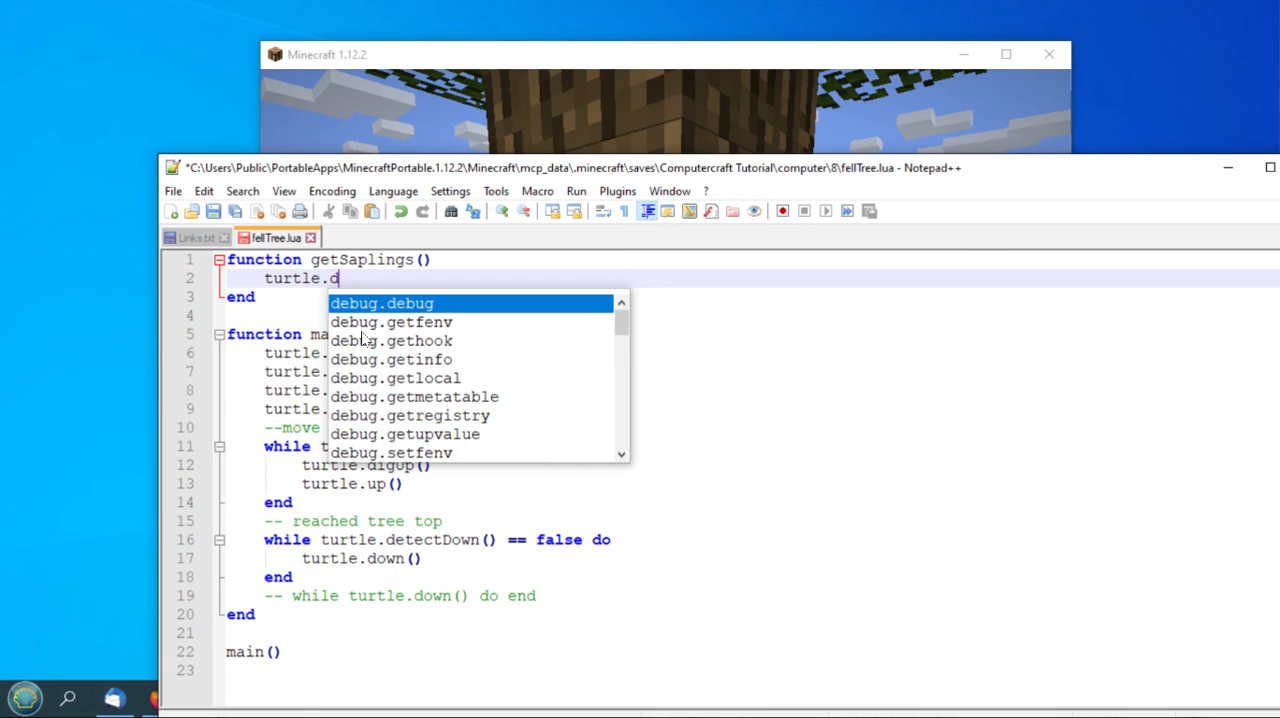 Minecraft 1.12.2
*C:\Users\Public\PortableApps\MinecraftPortable.1.12.2\Minecraft\mcp_data\.minecraft\saves\Computercraft Tutorial\computer\8\fellTree.lua - Notepad++
File Edit Search View Encoding Language Settings Tools Macro Run Plugins Window ?
Links.txt fellTree.lua
1 function getSaplings()
2 turtle.d
3 end
debug.debug
4
debug.getfenv
5 function ma
debug.gethook
6 turtle.
debug.getinfo
7 turtle.
debug.getlocal
8 turtle.
debug.getmetatable
9 turtle.
debug.getregistry
10 --move
debug.getupvalue
11 while t
debug.setfenv
12 turtle.digUp()
13 turtle.up()
14 end
15 -- reached tree top
16 while turtle.detectDown() == false do
17 turtle.down()
18 end
19 -- while turtle.down() do end
20 end
21
22 main()
23